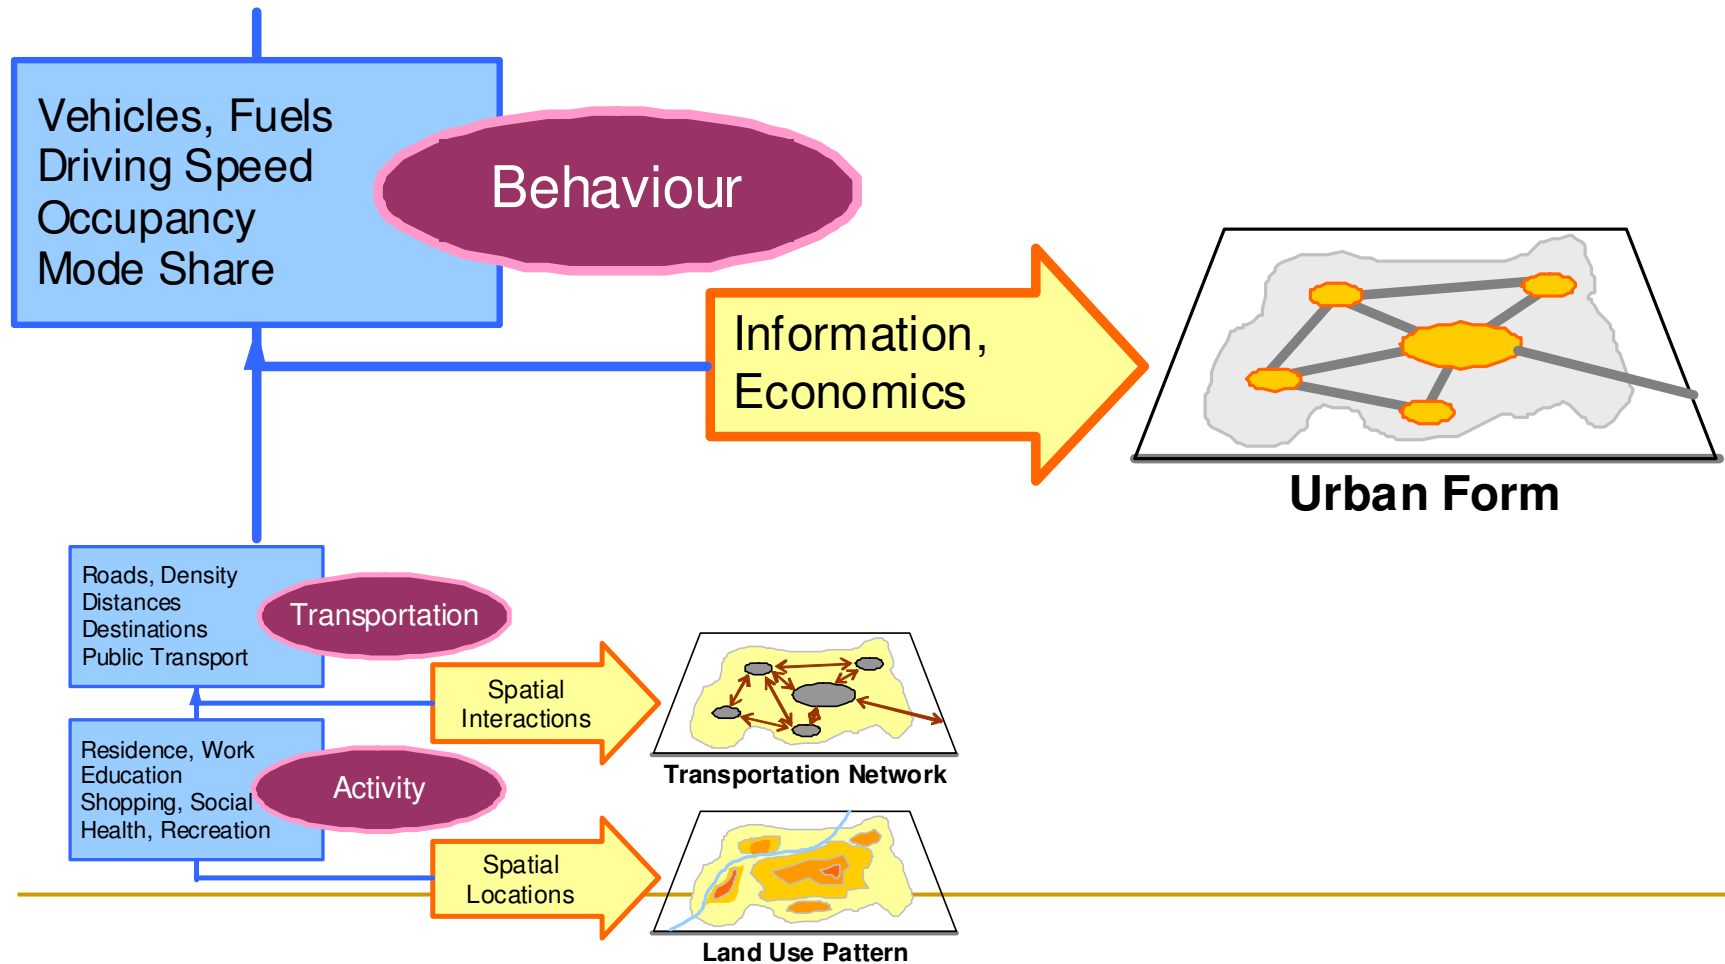 Vehicles, Fuels
Driving Speed
Occupancy
Mode Share
Behaviour
Information,
Economics
Urban Form
Roads, Density
Distances
Destinations
Public Transport
Transportation
Spatial
Interactions
Transportation Network
Residence, Work
Education
Shopping, Social
Health, Recreation
Activity
Spatial
Locations
Land Use Pattern